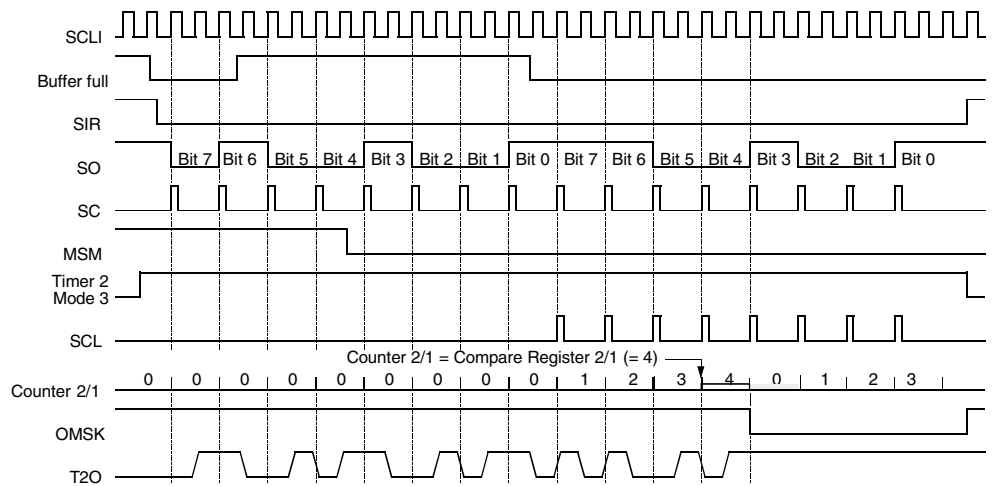 SCLI
Buffer full
SIR
SO
Bit 7 Bit 6 Bit 5 Bit 4 Bit 3 Bit 2 Bit 1 Bit 0 Bit 7 Bit 6 Bit 5 Bit 4 Bit 3 Bit 2 Bit 1 Bit 0
SC
MSM
Timer 2
Mode 3
SCL
Counter 2/1 = Compare Register 2/1 (= 4)
0 0 0 0 0 0 0 0 0 1 2 3 4 0 1 2 3
Counter 2/1
OMSK
T2O